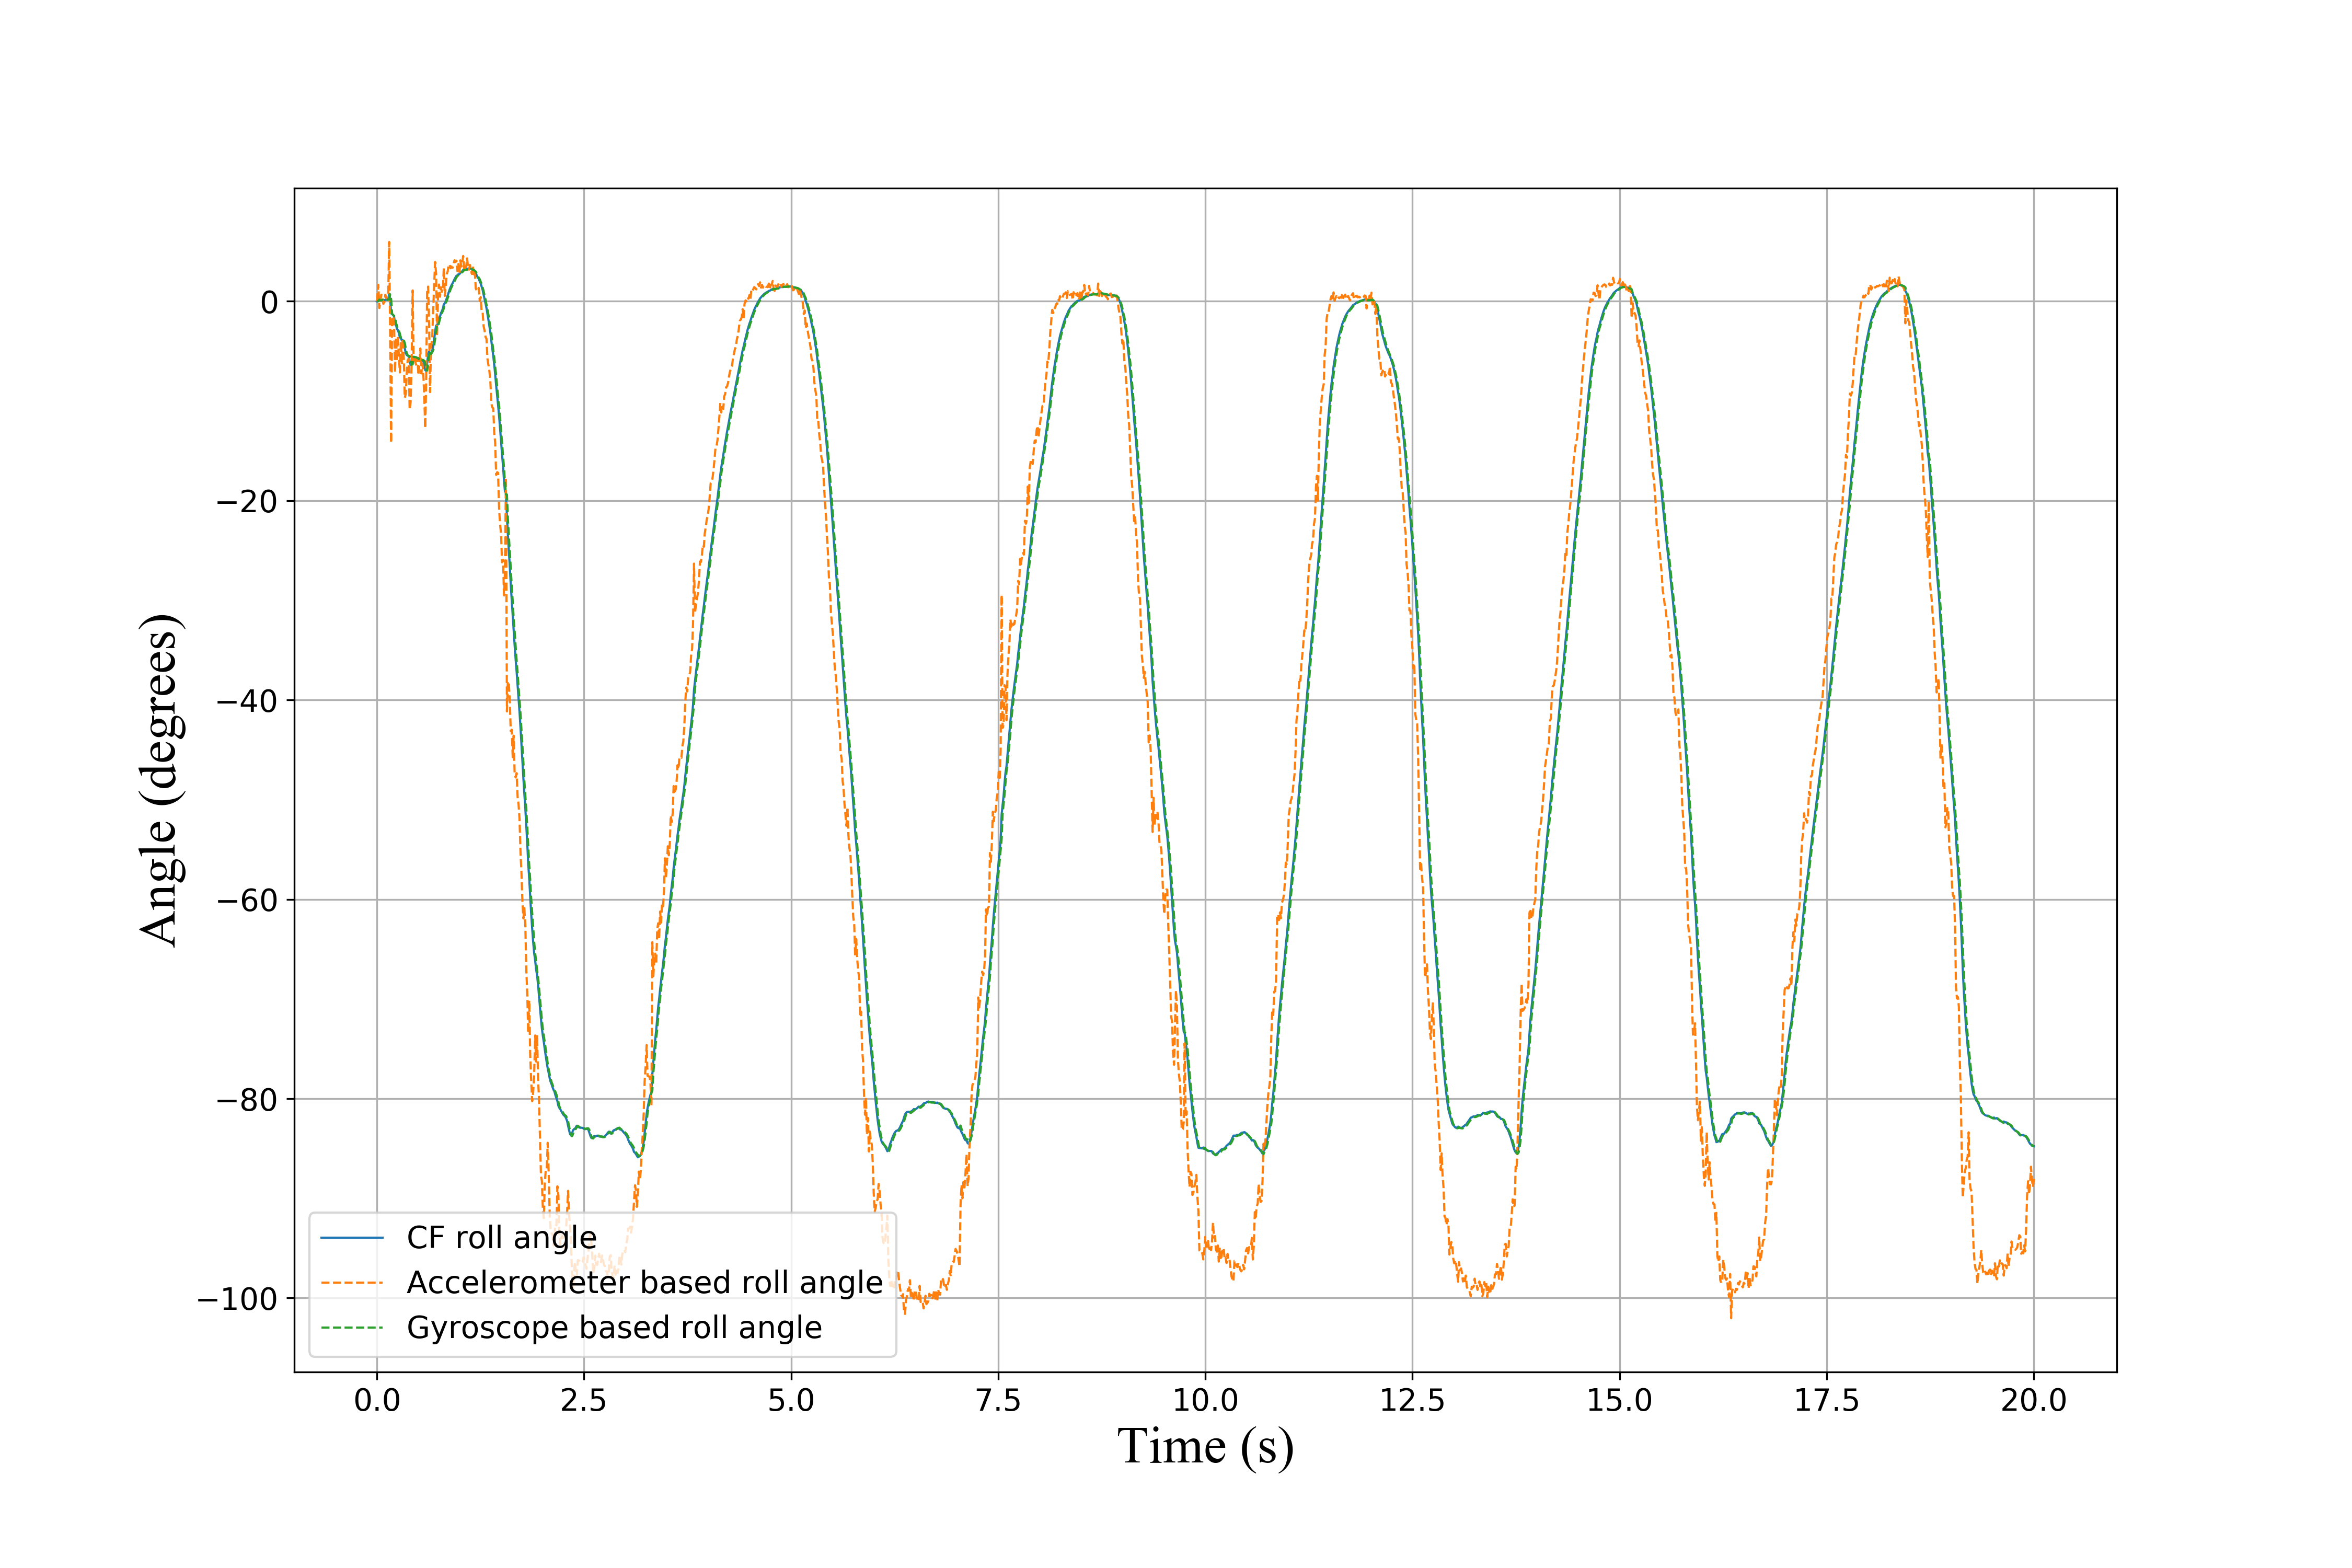 0
−20
−40
−60
−80
−100
Angle (degrees)
CF roll angle
Accelerometer based roll angle
Gyroscope based roll angle
0.0 2.5 5.0 7.5 10.0 12.5 15.0 17.5 20.0
Time (s)